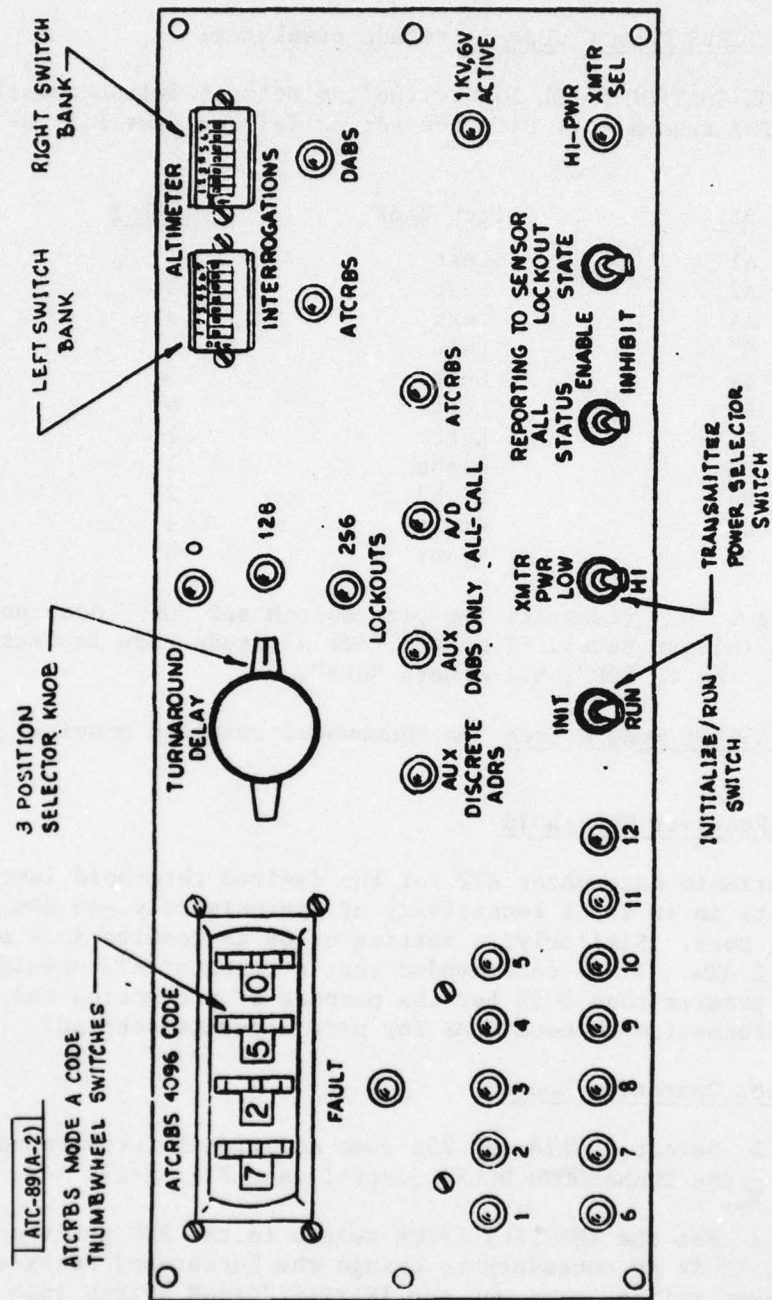 ATC-89(A-2)
ATCRBS MODE A CODE
THUMBWHEEL SWITCHES
3 POSITION
SELECTOR KNOB
LEFT SWITCH
BANK
RIGHT SWITCH
BANK
ATCRBS 4096 CODE
7 2 5 0
FAULT
TURNAROUND
DELAY
0
128
256
LOCKOUTS
ALTIMETER
INTERROGATIONS
ATCRBS
DABS
AUX
DISCRETE
ADRS
AUX
DABS ONLY
A/D
ALL-CALL
ATCRBS
1KV,6V
ACTIVE
1
2
3
4
5
6
7
8
9
10
11
12
INIT
RUN
XMTR
PWR
LOW
HI
REPORTING TO SENSOR
ALL
STATUS
LOCKOUT
STATE
ENABLE
INHIBIT
HI-PWR
XMTR
SEL
INITIALIZE/RUN
SWITCH
TRANSMITTER
POWER SELECTOR
SWITCH